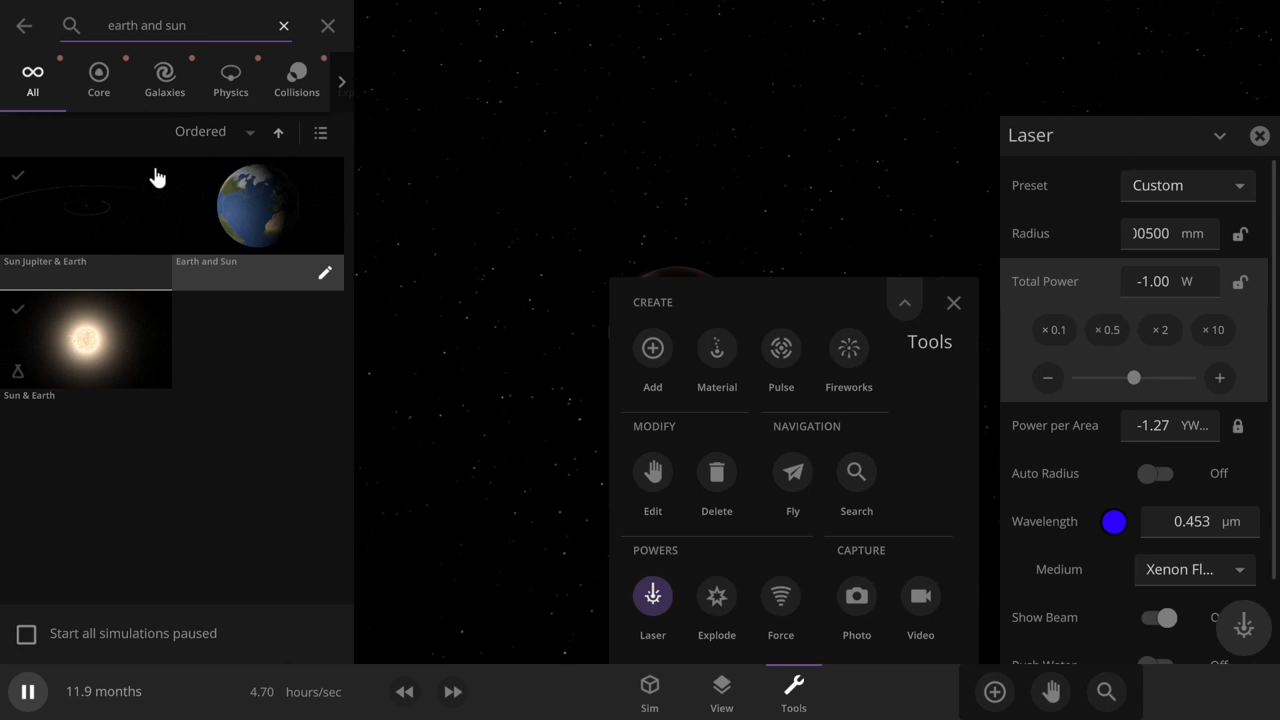 earth and sun
All
Core
Galaxies
Physics
Collisions
Ordered
Sun Jupiter & Earth
Earth and Sun
Sun & Earth
Start all simulations paused
CREATE
Tools
Add
Material
Pulse
Fireworks
MODIFY
NAVIGATION
Edit
Delete
Fly
Search
POWERS
CAPTURE
Laser
Explode
Force
Photo
Video
Laser
Preset
Custom
Radius
00500 mm
Total Power
-1.00 W
× 0.1
× 0.5
× 2
× 10
Power per Area
-1.27 YW...
Auto Radius
Off
Wavelength
0.453 µm
Medium
Xenon Fl...
Show Beam
11.9 months
4.70 hours/sec
Sim
View
Tools